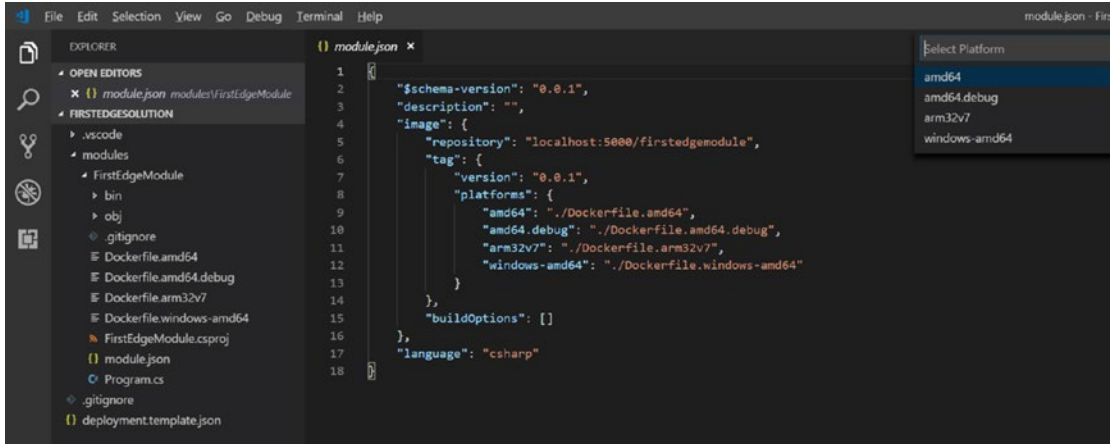 File Edit Selection View Go Debug Terminal Help
module.json - Firs
EXPLORER
OPEN EDITORS
{} module.json modules\FirstEdgeModule
FIRSTEDGESOLUTION
.vscode
modules
FirstEdgeModule
bin
obj
.gitignore
Dockerfile.amd64
Dockerfile.amd64.debug
Dockerfile.arm32v7
Dockerfile.windows-amd64
FirstEdgeModule.csproj
{} module.json
Program.cs
.gitignore
{} deployment.template.json
{} module.json
1 {
2 "$schema-version": "0.0.1",
3 "description": "",
4 "image": {
5 "repository": "localhost:5000/firstedgemodule",
6 "tag": {
7 "version": "0.0.1",
8 "platforms": {
9 "amd64": "./Dockerfile.amd64",
10 "amd64.debug": "./Dockerfile.amd64.debug",
11 "arm32v7": "./Dockerfile.arm32v7",
12 "windows-amd64": "./Dockerfile.windows-amd64"
13 }
14 },
15 "buildOptions": []
16 },
17 "language": "csharp"
18 }
Select Platform
amd64
amd64.debug
arm32v7
windows-amd64